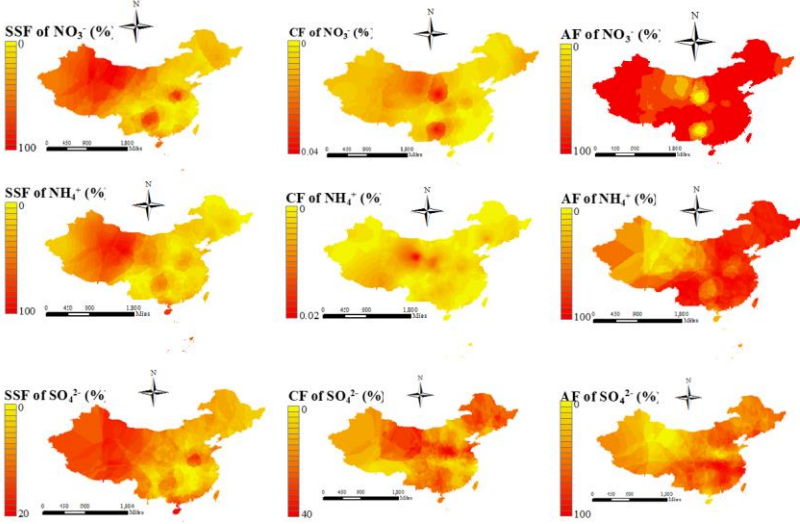 N N N
SSF of NO₃⁻ (%) CF of NO₃⁻ (%) AF of NO₃⁻ (%)
0 0 0
0 450 900 1,800 0 450 900 1,800 0 450 900 1,800
100 Miles 0.04 Miles 100 Miles
N N N
SSF of NH₄⁺ (%) CF of NH₄⁺ (%) AF of NH₄⁺ (%)
0 0 0
0 450 900 1,800 0 450 900 1,800 0 450 900 1,800
100 Miles 0.02 Miles 100 Miles
N N N
SSF of SO₄²⁻ (%) CF of SO₄²⁻ (%) AF of SO₄²⁻ (%)
0 0 0
0 450 900 1,800 0 450 900 1,800 0 450 900 1,800
20 Miles 40 Miles 100 Miles